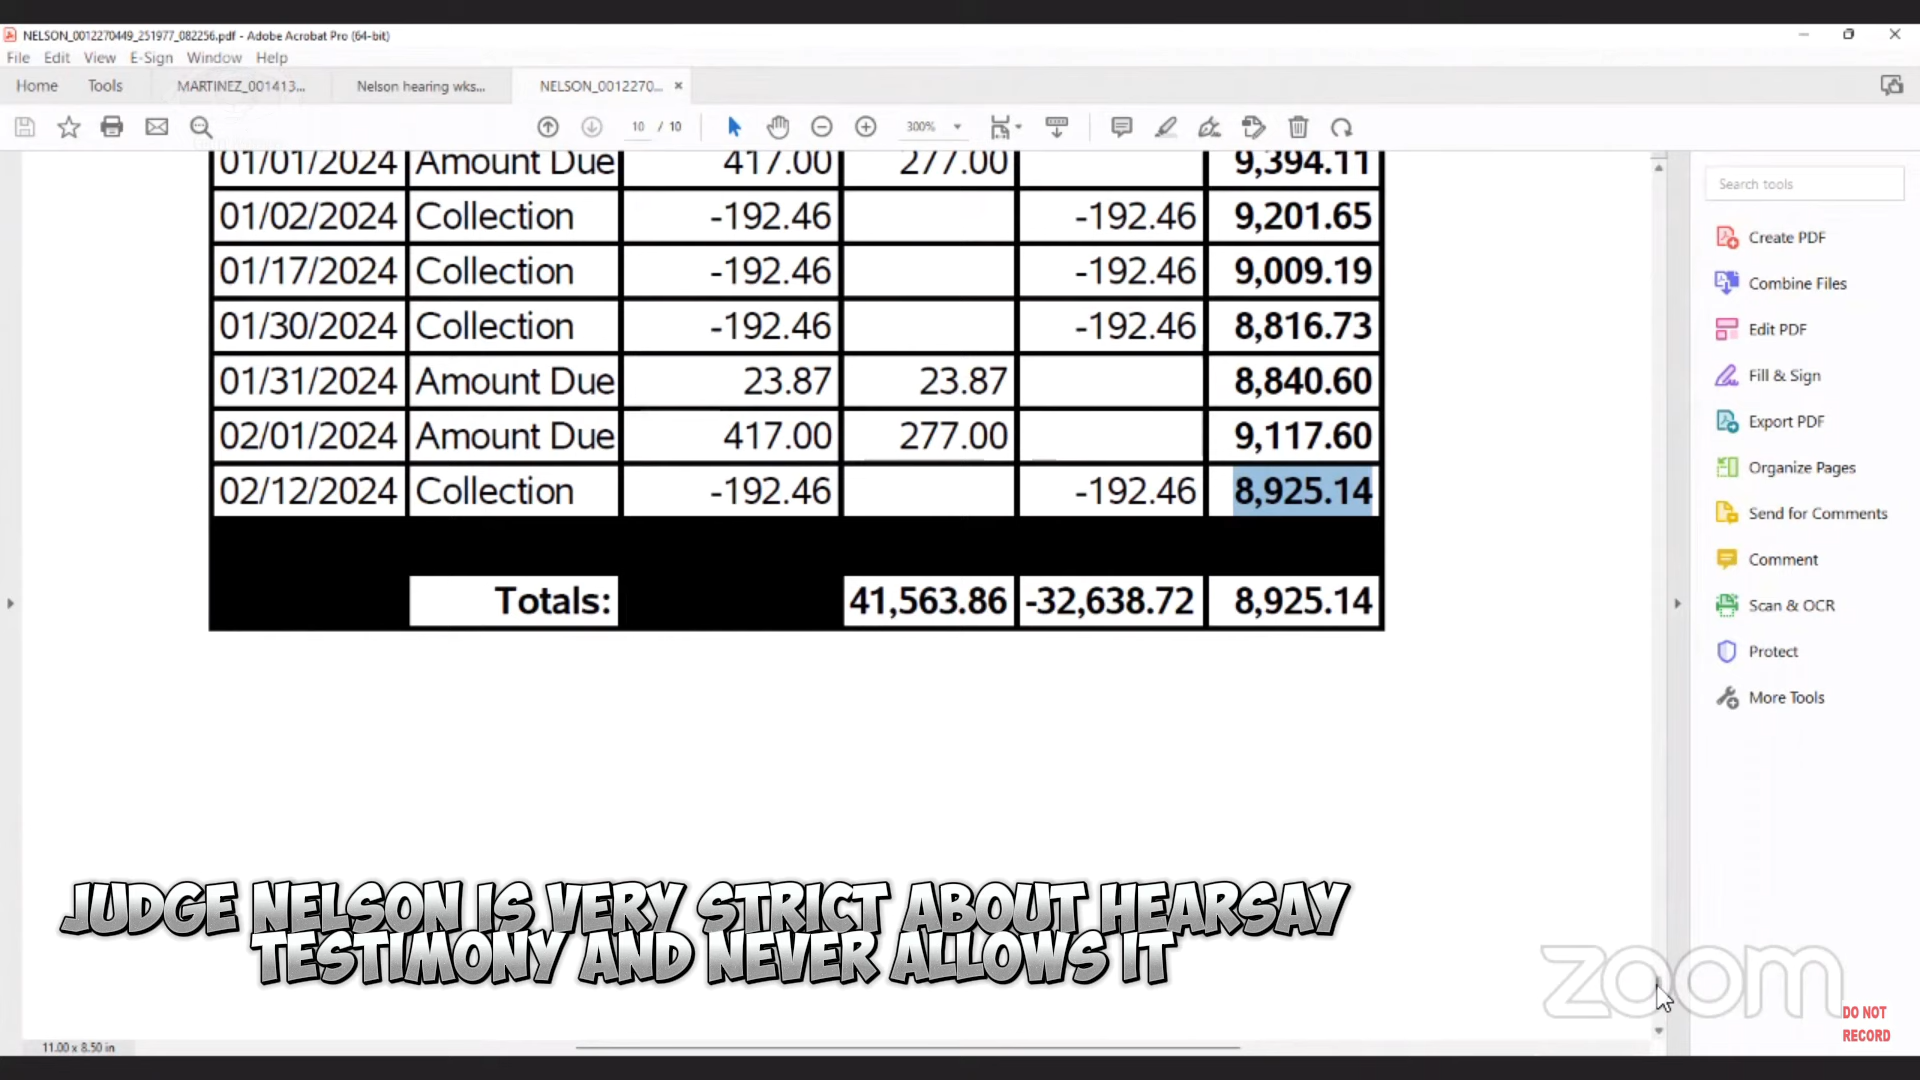 NELSON_0012270449_251977_082256.pdf - Adobe Acrobat Pro (64-bit)
File Edit View E-Sign Window Help
Home Tools MARTINEZ_001413... Nelson hearing wks... NELSON_0012270... ×
10 / 10 300%
01/01/2024 Amount Due 417.00 277.00 9,394.11
01/02/2024 Collection -192.46 -192.46 9,201.65
01/17/2024 Collection -192.46 -192.46 9,009.19
01/30/2024 Collection -192.46 -192.46 8,816.73
01/31/2024 Amount Due 23.87 23.87 8,840.60
02/01/2024 Amount Due 417.00 277.00 9,117.60
02/12/2024 Collection -192.46 -192.46 8,925.14
Totals: 41,563.86 -32,638.72 8,925.14
Search tools
Create PDF
Combine Files
Edit PDF
Fill & Sign
Export PDF
Organize Pages
Send for Comments
Comment
Scan & OCR
Protect
More Tools
JUDGE NELSON IS VERY STRICT ABOUT HEARSAY
TESTIMONY AND NEVER ALLOWS IT
zoom
DO NOT
RECORD
11.00 x 8.50 in